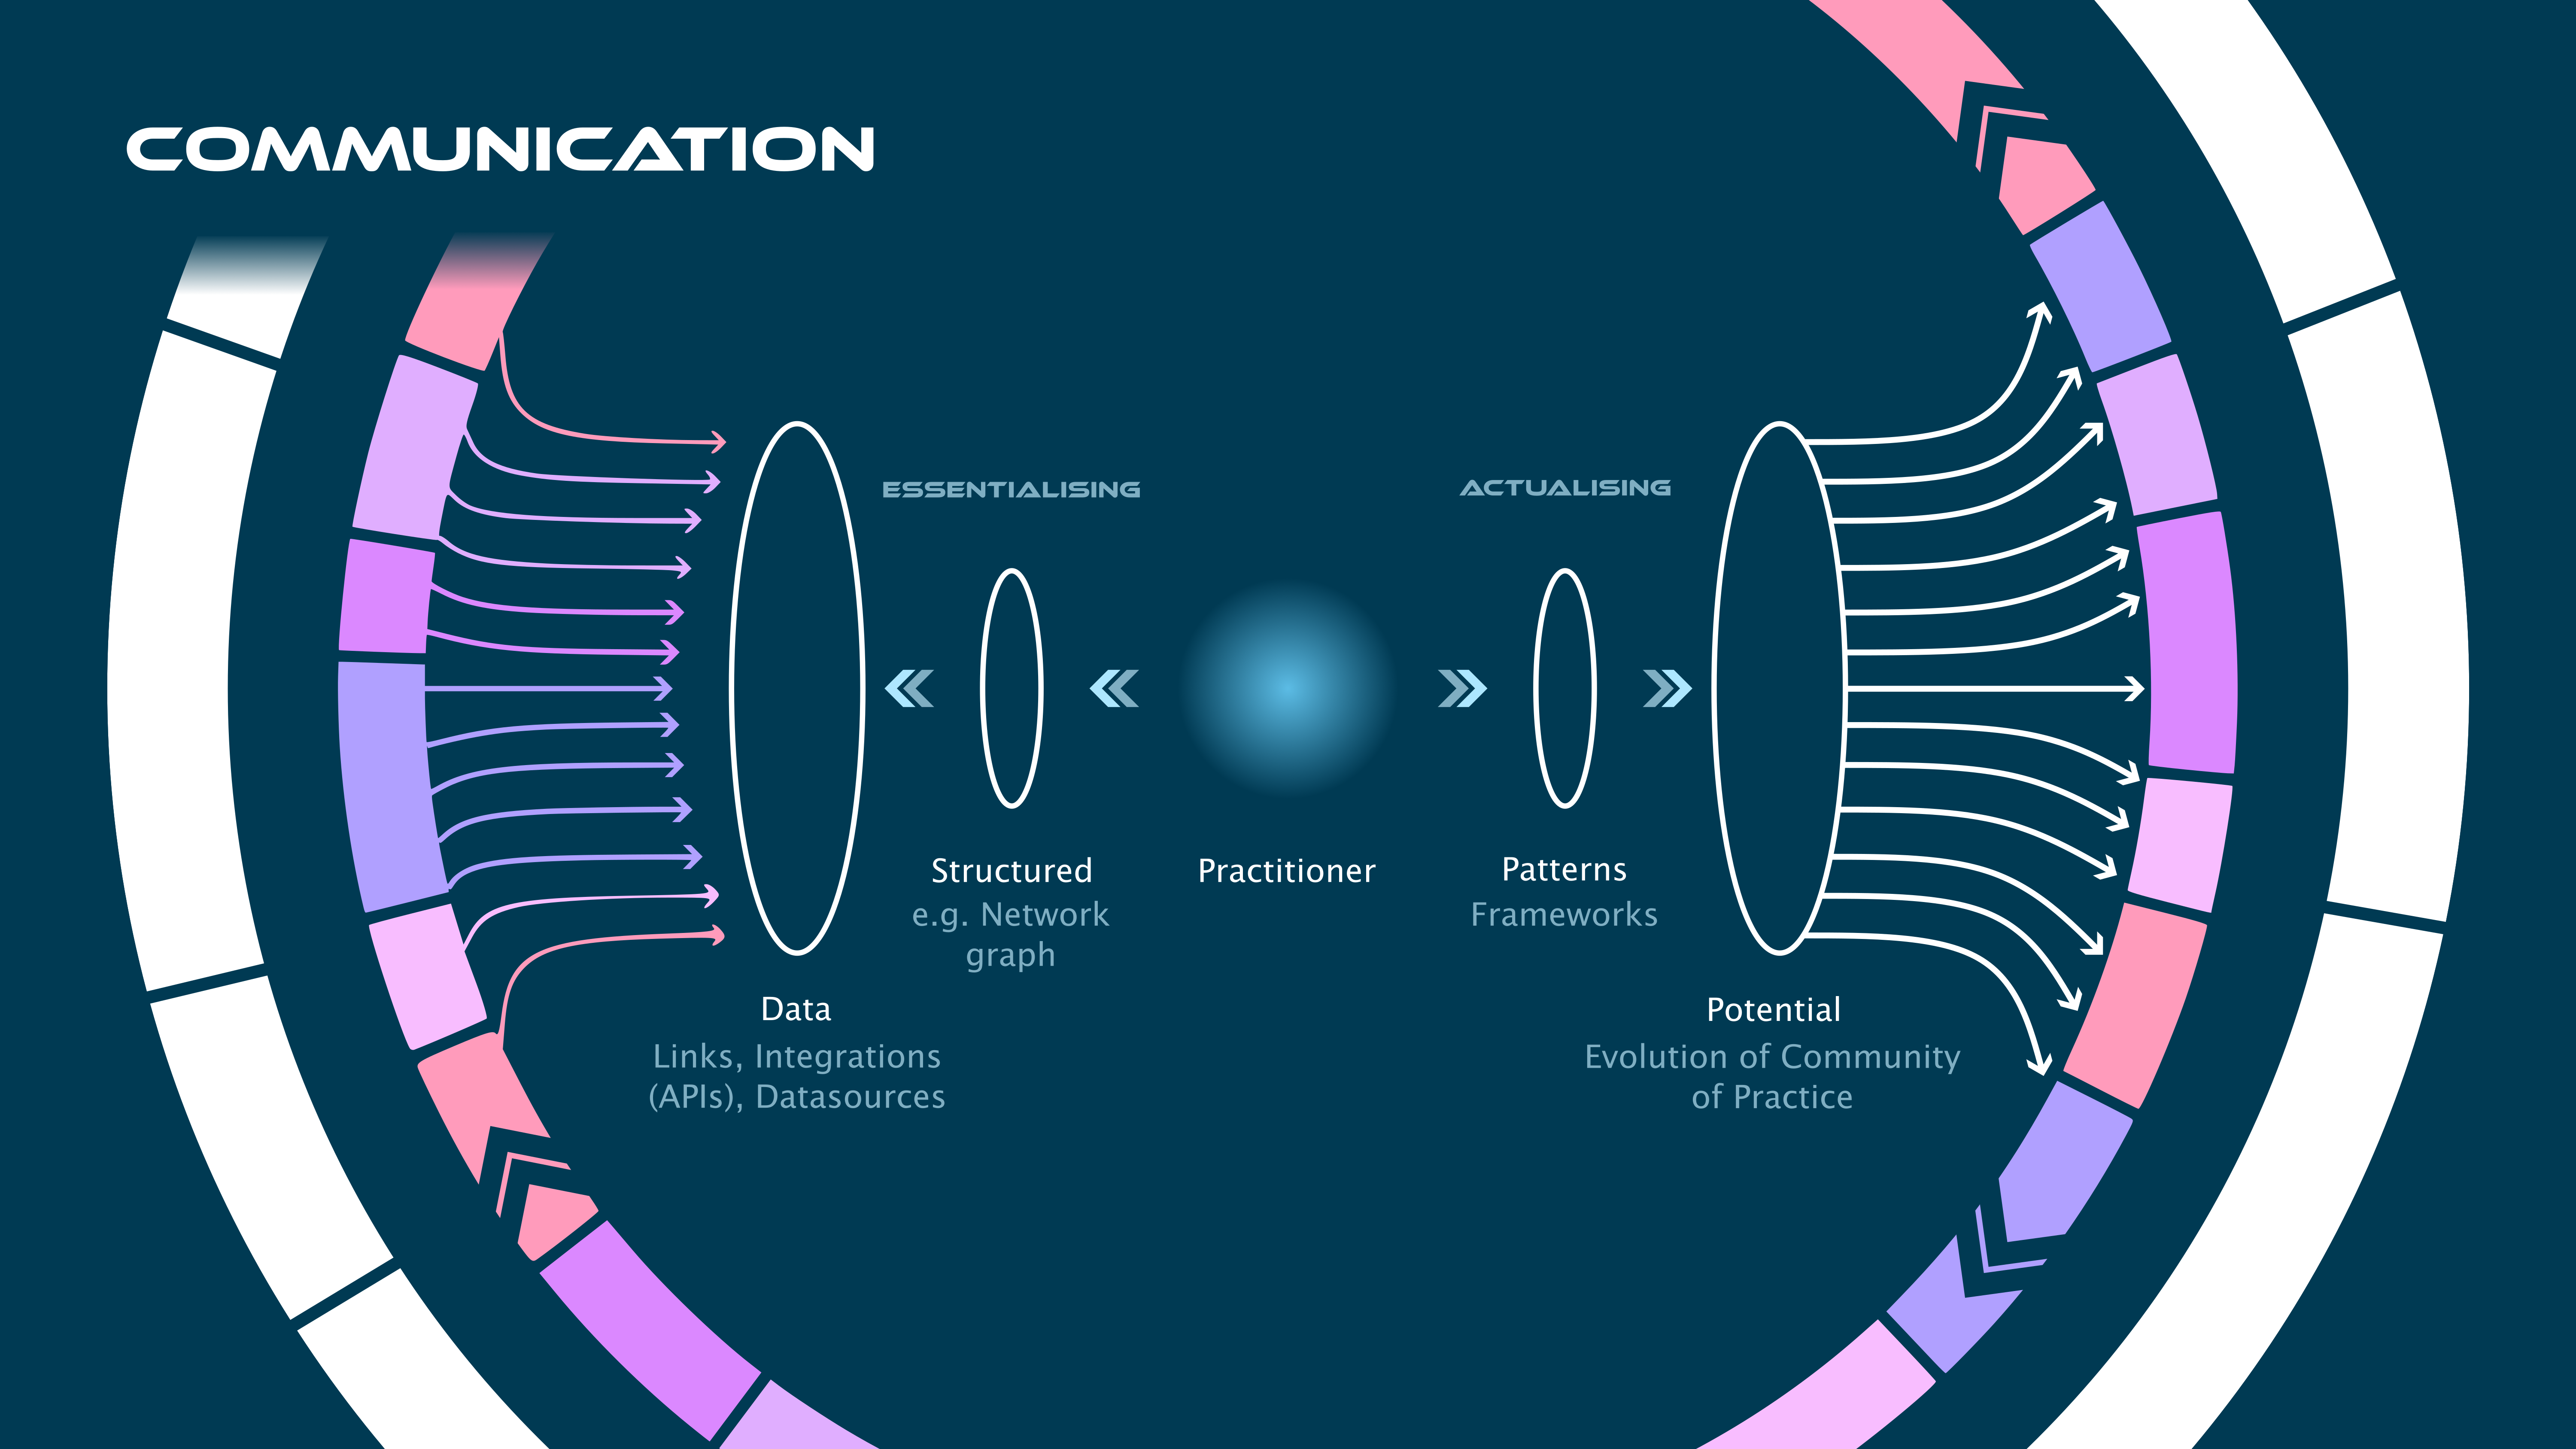 COMMUNICATION
ESSENTIALISING
ACTUALISING
Structured
e.g. Network
graph
Practitioner
Patterns
Frameworks
Data
Links, Integrations
(APIs), Datasources
Potential
Evolution of Community
of Practice